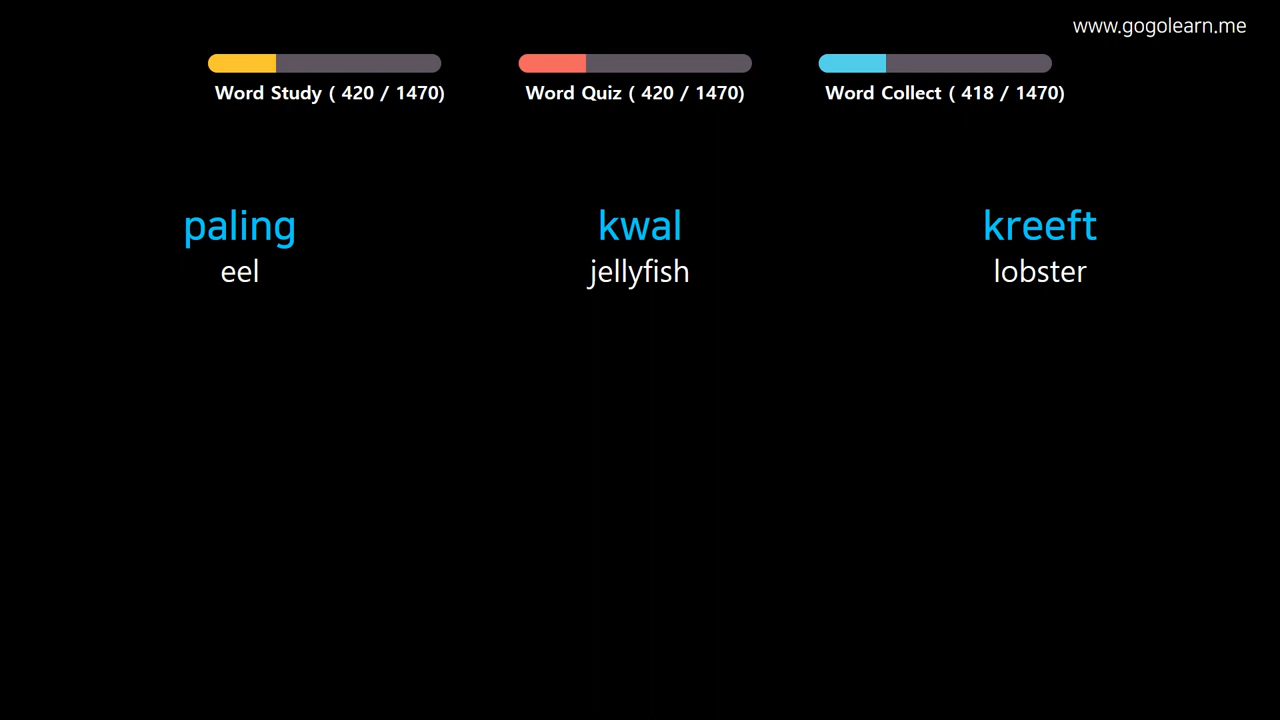 www.gogolearn.me
Word Study ( 420 / 1470)
Word Quiz ( 420 / 1470)
Word Collect ( 418 / 1470)
paling
eel
kwal
jellyfish
kreeft
lobster